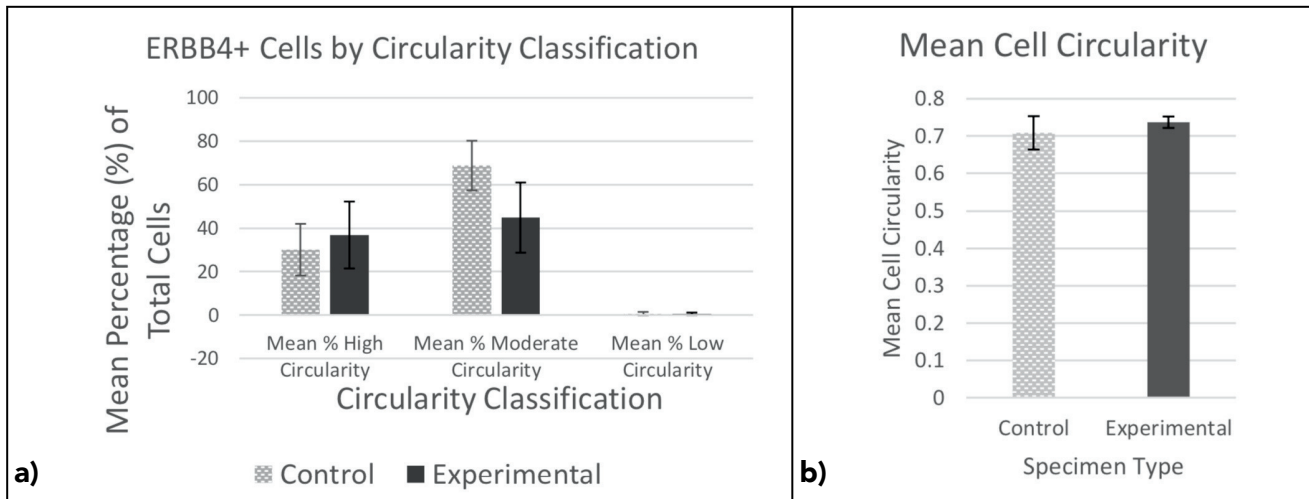 ERBB4+ Cells by Circularity Classification
Mean Percentage (%) of
Total Cells
100
80
60
40
20
0
-20
Mean % High
Circularity
Mean % Moderate
Circularity
Mean % Low
Circularity
Circularity Classification
Control
Experimental
a)
Mean Cell Circularity
Mean Cell Circularity
0.8
0.7
0.6
0.5
0.4
0.3
0.2
0.1
0
Control
Experimental
Specimen Type
b)